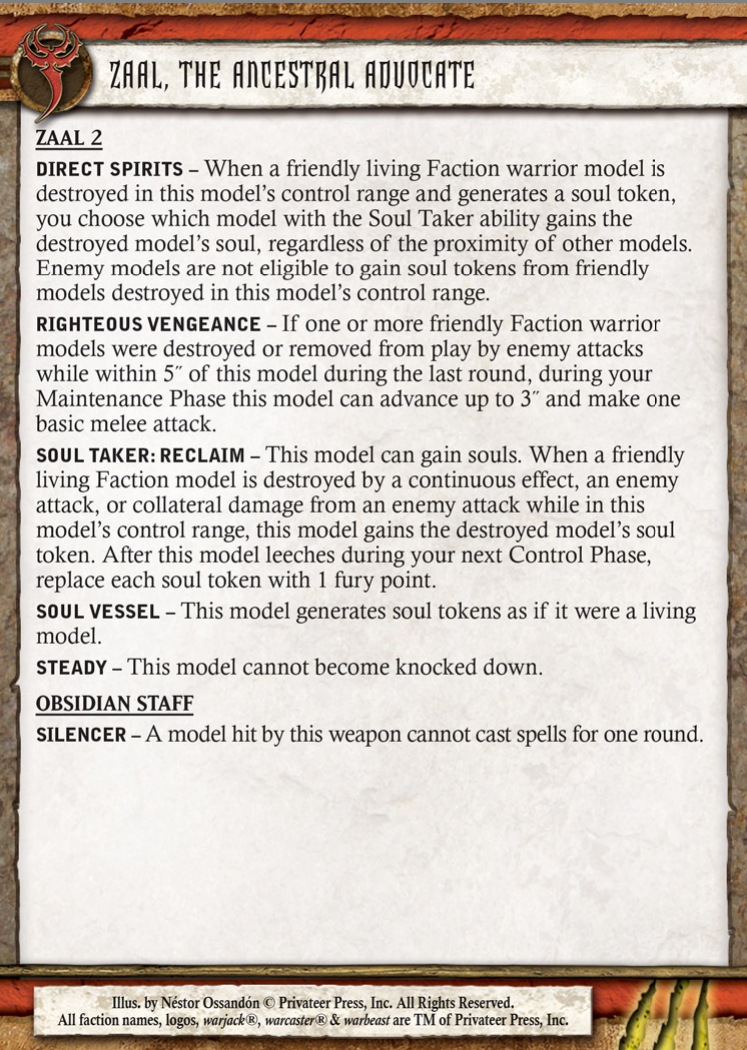 ZAAL, THE ANCESTRAL ADVOCATE
ZAAL 2
DIRECT SPIRITS – When a friendly living Faction warrior model is
destroyed in this model’s control range and generates a soul token,
you choose which model with the Soul Taker ability gains the
destroyed model’s soul, regardless of the proximity of other models.
Enemy models are not eligible to gain soul tokens from friendly
models destroyed in this model’s control range.
RIGHTEOUS VENGEANCE – If one or more friendly Faction warrior
models were destroyed or removed from play by enemy attacks
while within 5˝ of this model during the last round, during your
Maintenance Phase this model can advance up to 3˝ and make one
basic melee attack.
SOUL TAKER: RECLAIM – This model can gain souls. When a friendly
living Faction model is destroyed by a continuous effect, an enemy
attack, or collateral damage from an enemy attack while in this
model’s control range, this model gains the destroyed model’s soul
token. After this model leeches during your next Control Phase,
replace each soul token with 1 fury point.
SOUL VESSEL – This model generates soul tokens as if it were a living
model.
STEADY – This model cannot become knocked down.
OBSIDIAN STAFF
SILENCER – A model hit by this weapon cannot cast spells for one round.
Illus. by Néstor Ossandón © Privateer Press, Inc. All Rights Reserved.
All faction names, logos, warjack®, warcaster® & warbeast are TM of Privateer Press, Inc.